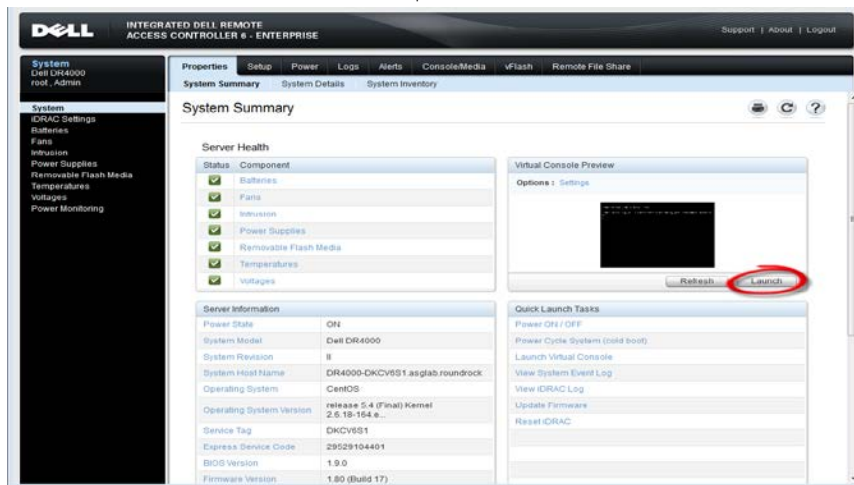 DELL
INTEGRATED DELL REMOTE
ACCESS CONTROLLER 6 - ENTERPRISE
Support | About | Logout
System
Dell DR4000
root , Admin
Properties Setup Power Logs Alerts Console/Media vFlash Remote File Share
System Summary System Details System Inventory
System
iDRAC Settings
Batteries
Fans
Intrusion
Power Supplies
Removable Flash Media
Temperatures
Voltages
Power Monitoring
System Summary
?
Server Health
Status Component
Batteries
Fans
Intrusion
Power Supplies
Removable Flash Media
Temperatures
Voltages
Virtual Console Preview
Options : Settings
Refresh Launch
Server Information
Power State ON
System Model Dell DR4000
System Revision II
System Host Name DR4000-DKCV6S1.asglab.roundrock
Operating System CentOS
Operating System Version release 5.4 (Final) Kernel 2.6.18-164.e...
Service Tag DKCV6S1
Express Service Code 29529104401
BIOS Version 1.9.0
Firmware Version 1.80 (Build 17)
Quick Launch Tasks
Power ON / OFF
Power Cycle System (cold boot)
Launch Virtual Console
View System Event Log
View iDRAC Log
Update Firmware
Reset iDRAC